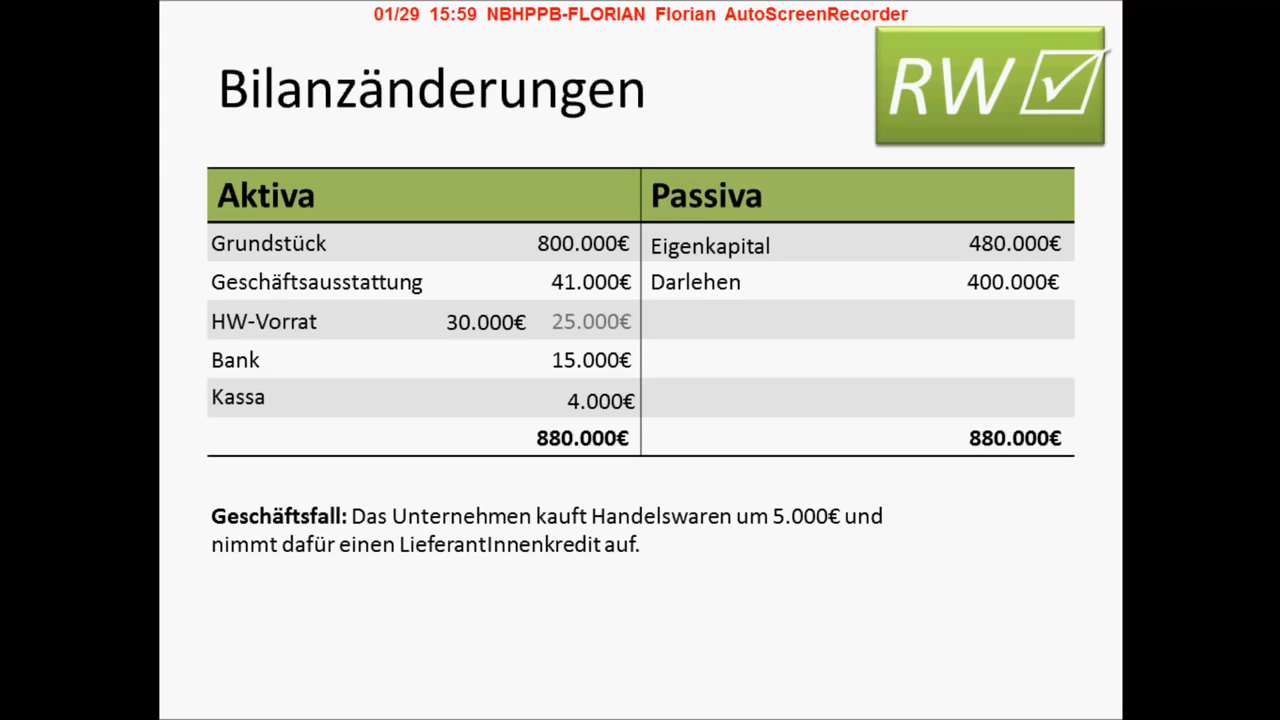 01/29 15:59 NBHPPB-FLORIAN Florian AutoScreenRecorder
RW
Bilanzänderungen
Aktiva Passiva
Grundstück 800.000€ Eigenkapital 480.000€
Geschäftsausstattung 41.000€ Darlehen 400.000€
HW-Vorrat 30.000€ 25.000€
Bank 15.000€
Kassa 4.000€
880.000€ 880.000€
Geschäftsfall: Das Unternehmen kauft Handelswaren um 5.000€ und
nimmt dafür einen LieferantInnenkredit auf.